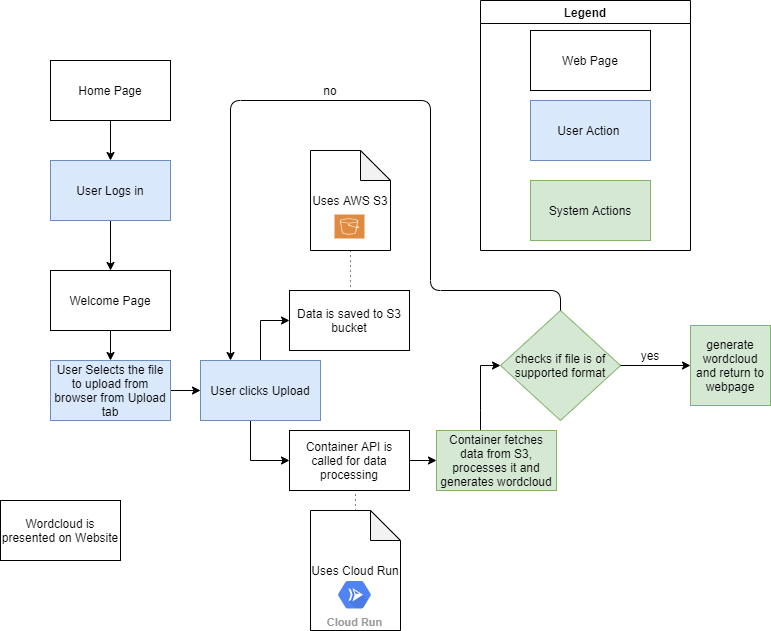 Legend
Web Page
User Action
System Actions
Home Page
no
User Logs in
Uses AWS S3
Welcome Page
Data is saved to S3
bucket
User Selects the file
to upload from
browser from Upload
tab
User clicks Upload
checks if file is of
supported format
yes
generate
wordcloud
and return to
webpage
Container API is
called for data
processing
Container fetches
data from S3,
processes it and
generates wordcloud
Wordcloud is
presented on Website
Uses Cloud Run
Cloud Run